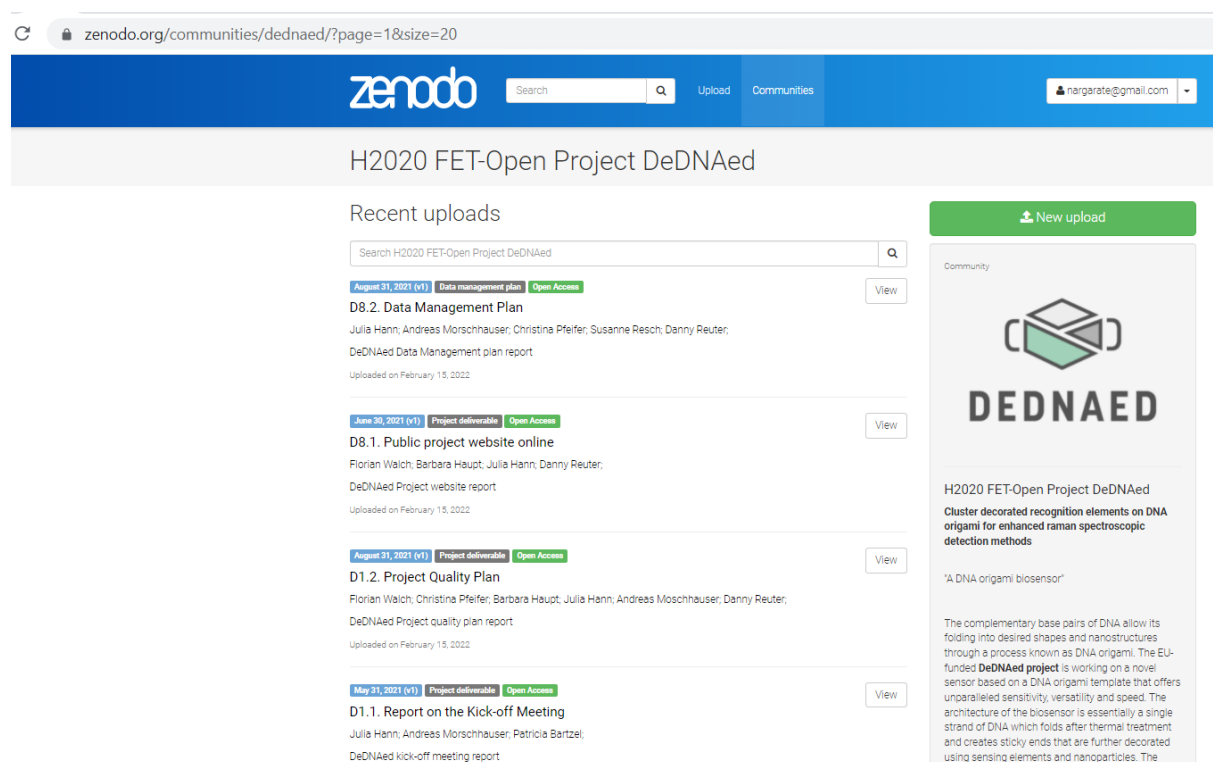 zenodo.org/communities/dednaed/?page=1&size=20
zenodo
Search
Upload
Communities
nargarate@gmail.com
H2020 FET-Open Project DeDNAed
Recent uploads
Search H2020 FET-Open Project DeDNAed
August 31, 2021 (v1) Data management plan Open Access
View
D8.2. Data Management Plan
Julia Hann; Andreas Morschhauser; Christina Pfeifer; Susanne Resch; Danny Reuter;
DeDNAed Data Management plan report
Uploaded on February 15, 2022
June 30, 2021 (v1) Project deliverable Open Access
View
D8.1. Public project website online
Florian Walch; Barbara Haupt; Julia Hann; Danny Reuter;
DeDNAed Project website report
Uploaded on February 15, 2022
August 31, 2021 (v1) Project deliverable Open Access
View
D1.2. Project Quality Plan
Florian Walch; Christina Pfeifer; Barbara Haupt; Julia Hann; Andreas Moschhauser; Danny Reuter;
DeDNAed Project quality plan report
Uploaded on February 15, 2022
May 31, 2021 (v1) Project deliverable Open Access
View
D1.1. Report on the Kick-off Meeting
Julia Hann; Andreas Morschhauser; Patricia Bartzel;
DeDNAed kick-off meeting report
New upload
Community
DEDNAED
H2020 FET-Open Project DeDNAed
Cluster decorated recognition elements on DNA
origami for enhanced raman spectroscopic
detection methods
"A DNA origami biosensor"
The complementary base pairs of DNA allow its
folding into desired shapes and nanostructures
through a process known as DNA origami. The EU-
funded DeDNAed project is working on a novel
sensor based on a DNA origami template that offers
unparalleled sensitivity, versatility and speed. The
architecture of the biosensor is essentially a single
strand of DNA which folds after thermal treatment
and creates sticky ends that are further decorated
using sensing elements and nanoparticles. The